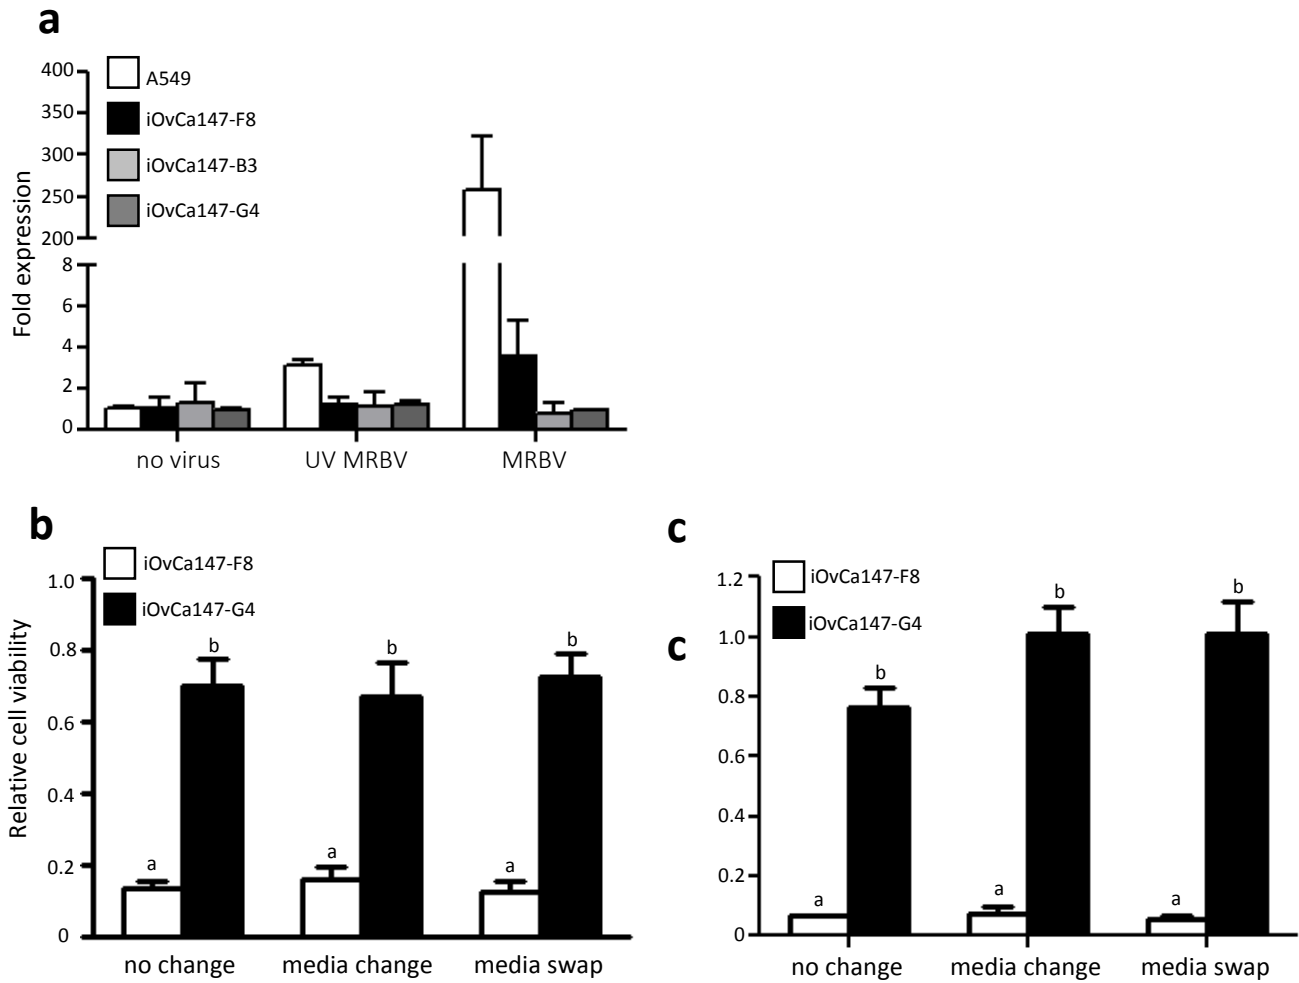 a
Fold expression
400
350
300
250
200
8
6
4
2
0
A549
iOvCa147-F8
iOvCa147-B3
iOvCa147-G4
no virus UV MRBV MRBV
b
Relative cell viability
1.0
0.8
0.6
0.4
0.2
0
iOvCa147-F8
iOvCa147-G4
a b a b a b
no change media change media swap
c
c
1.2
1.0
0.8
0.6
0.4
0.2
0
iOvCa147-F8
iOvCa147-G4
a b a b a b
no change media change media swap